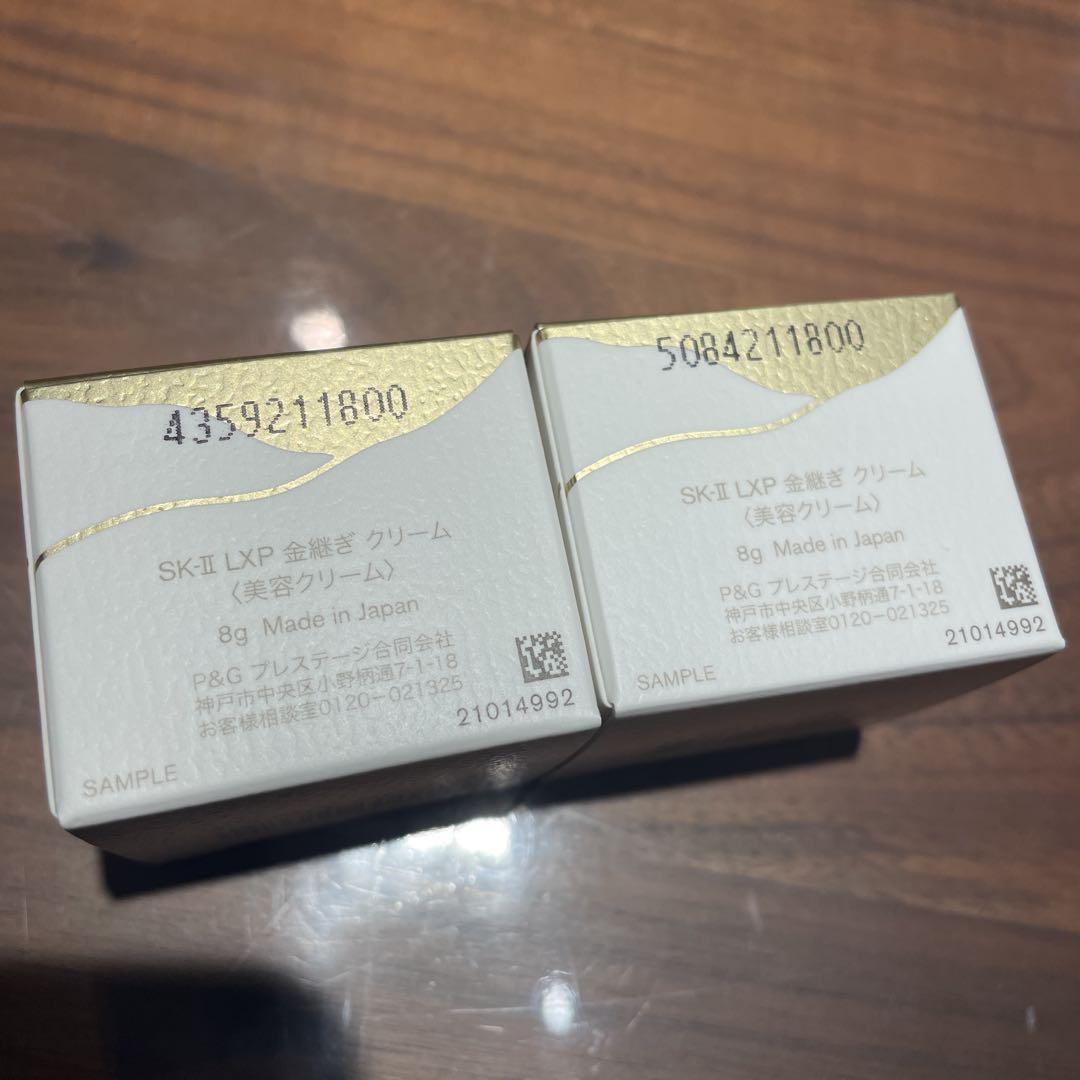 4359211800
SK-II LXP 金継ぎ クリーム
〈美容クリーム〉
8g Made in Japan
P&G プレステージ合同会社
神戸市中央区小野柄通7-1-18
お客様相談室0120-021325
21014992
SAMPLE
5084211800
SK-II LXP 金継ぎ クリーム
〈美容クリーム〉
8g Made in Japan
P&G プレステージ合同会社
神戸市中央区小野柄通7-1-18
お客様相談室0120-021325
21014992
SAMPLE